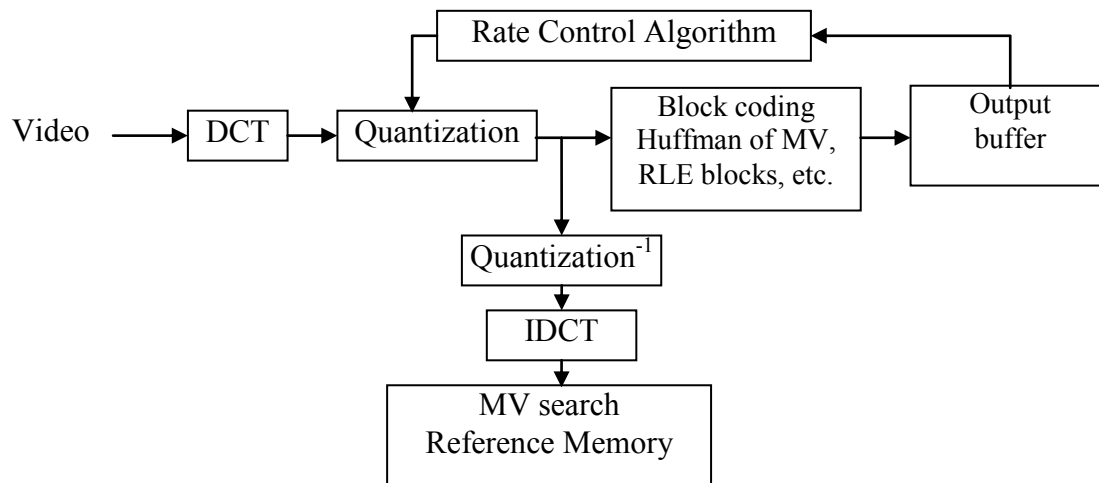 Rate Control Algorithm
Video
DCT
Quantization
Block coding
Huffman of MV,
RLE blocks, etc.
Output
buffer
Quantization⁻¹
IDCT
MV search
Reference Memory